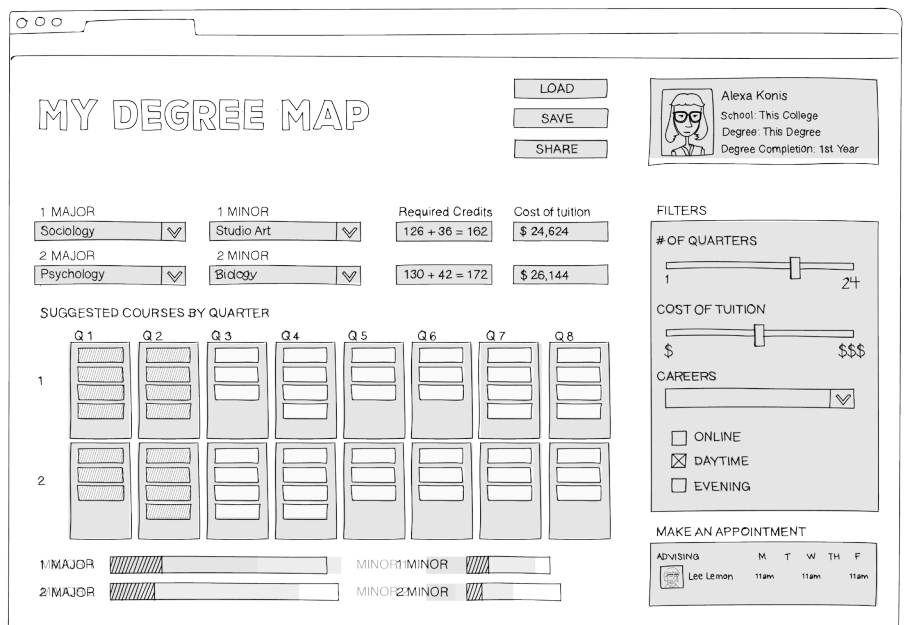 MY DEGREE MAP
LOAD
SAVE
SHARE
Alexa Konis
School: This College
Degree: This Degree
Degree Completion: 1st Year
1 MAJOR
Sociology
1 MINOR
Studio Art
Required Credits
126 + 36 = 162
Cost of tuition
$ 24,624
2 MAJOR
Psychology
2 MINOR
Biology
130 + 42 = 172
$ 26,144
SUGGESTED COURSES BY QUARTER
Q 1 Q 2 Q 3 Q 4 Q 5 Q 6 Q 7 Q 8
1
2
1 MAJOR
MINOR 1 1 MINOR
2 MAJOR
MINOR 2 2 MINOR
FILTERS
# OF QUARTERS
1 24
COST OF TUITION
$ $$$
CAREERS
ONLINE
DAYTIME
EVENING
MAKE AN APPOINTMENT
ADVISING M T W TH F
Lee Lemon 11am 11am 11am